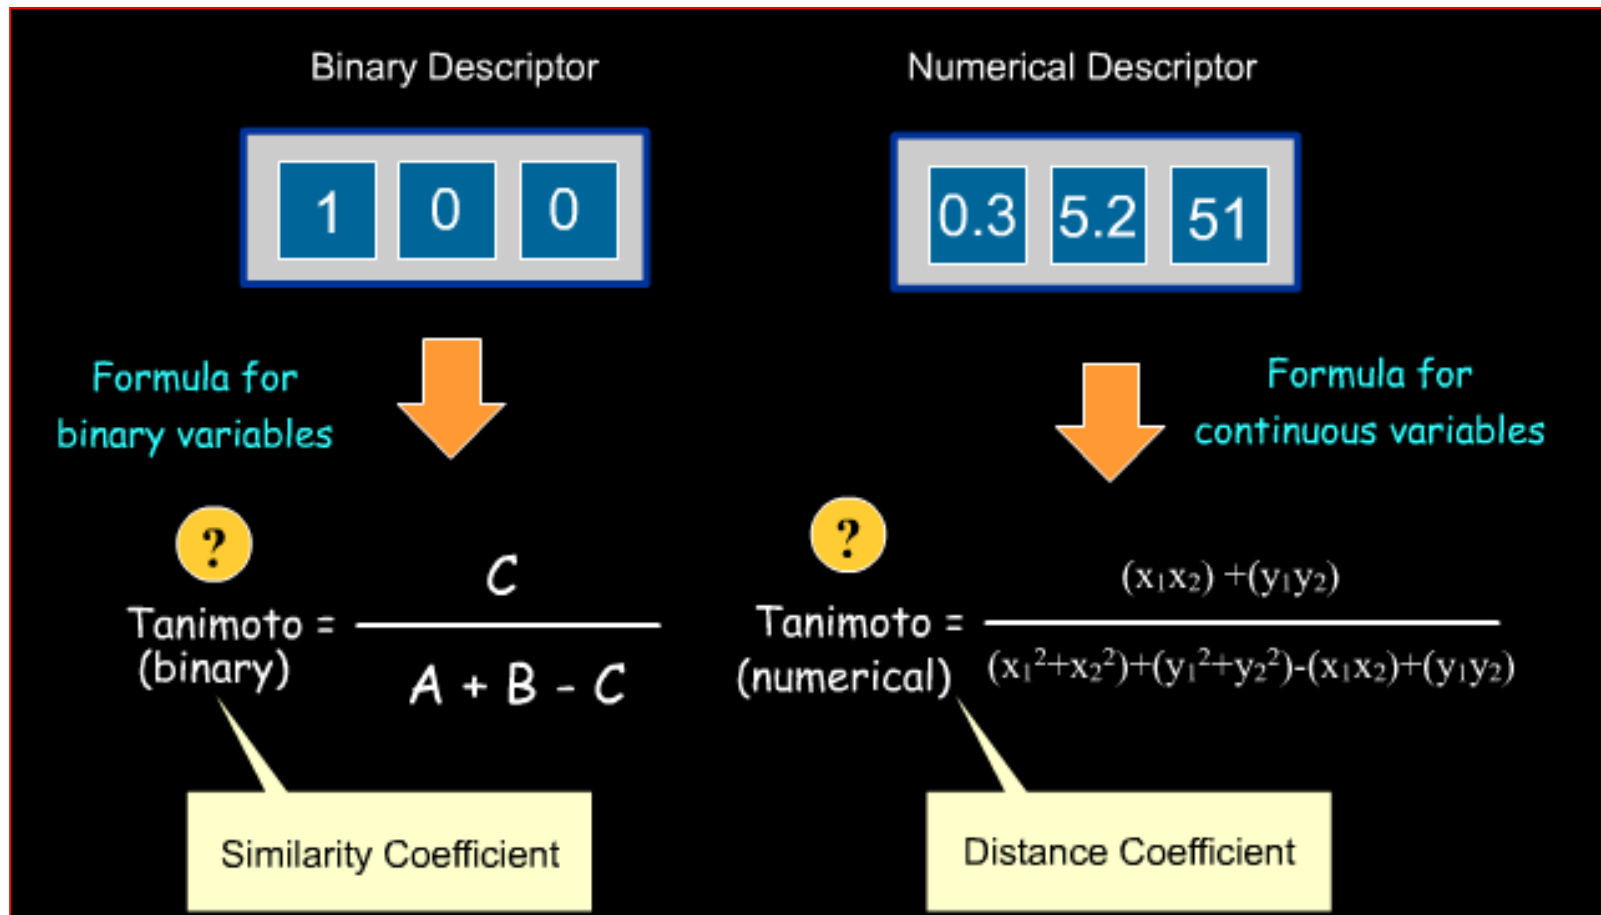 Binary Descriptor
1 0 0
Formula for
binary variables
?
Tanimoto =
(binary)
C
A + B - C
Similarity Coefficient
Numerical Descriptor
0.3 5.2 51
Formula for
continuous variables
?
Tanimoto =
(numerical)
(x₁x₂) +(y₁y₂)
(x₁²+x₂²)+(y₁²+y₂²)-(x₁x₂)+(y₁y₂)
Distance Coefficient